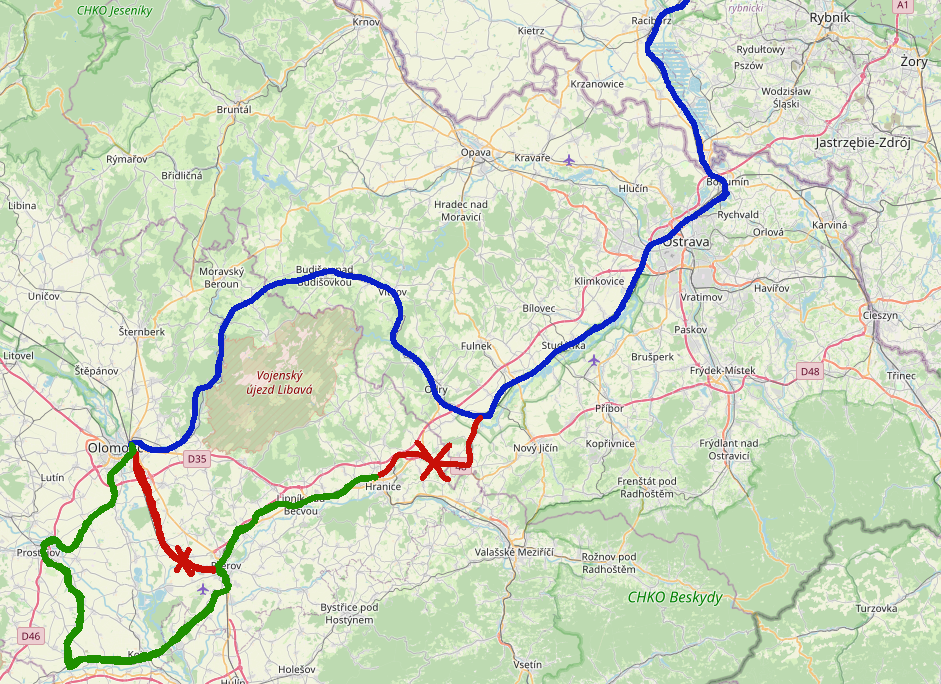 CHKO Jeseníky
Krnov
Kietrz
Racibórz
rybnicki
Rybnik
A1
Rydułtowy
Pszów
Żory
Krzanowice
Wodzisław
Śląski
Bruntál
Jastrzębie-Zdrój
Opava
Kravaře
Rýmařov
Břidličná
Hlučín
Bohumín
Libina
Hradec nad
Moravicí
Rychvald
Karviná
Orlová
Ostrava
Moravský
Beroun
Budišov nad
Budišovkou
Vítkov
Klimkovice
Havířov
Vratimov
Uničov
Bílovec
Cieszyn
Šternberk
Paskov
Litovel
Fulnek
Studénka
Brušperk
Štěpánov
Vojenský
újezd Libavá
Frýdek-Místek
D48
Třinec
Odry
Příbor
Olomouc
D35
Nový Jičín
Kopřivnice
Frýdlant nad
Ostravicí
Lutín
Hranice
Lipník nad
Bečvou
Frenštát pod
Radhoštěm
Prostějov
Přerov
Valašské Meziříčí
Rožnov pod
Radhoštěm
CHKO Beskydy
Bystřice pod
Hostýnem
Turzovka
D46
Holešov
Vsetín
Hulín